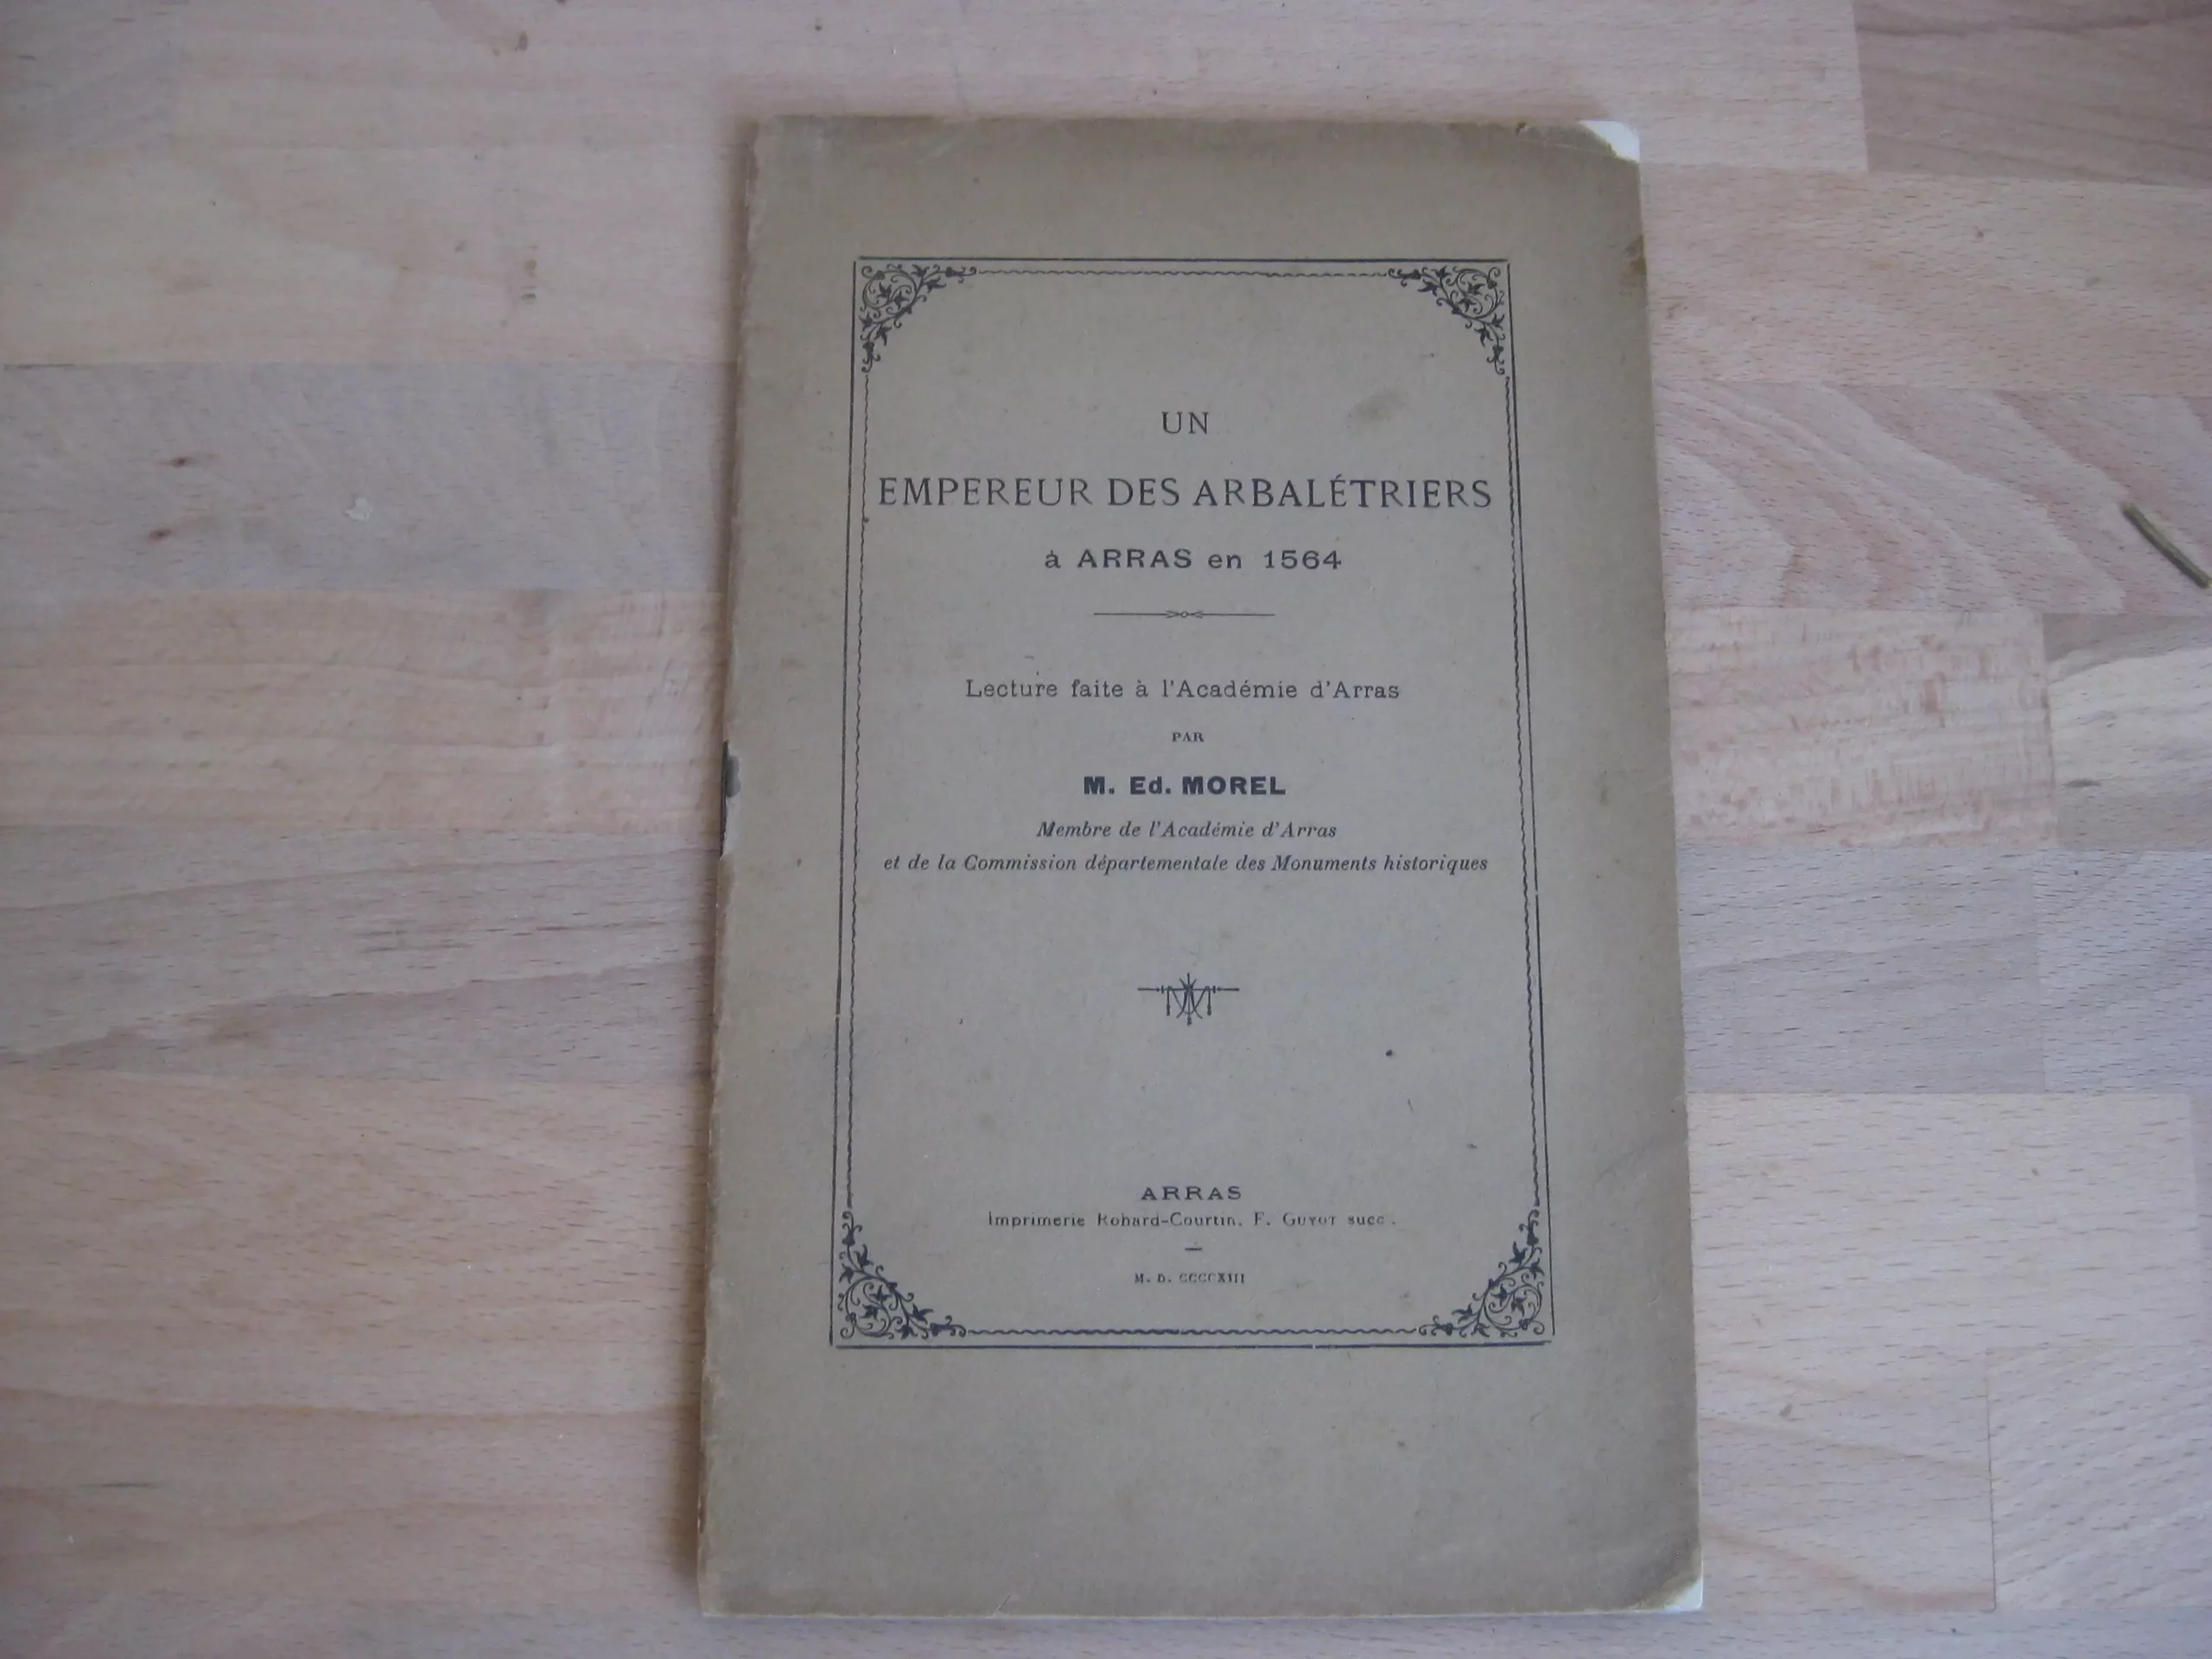 UN
EMPEREUR DES ARBALÉTRIERS
à ARRAS en 1564
Lecture faite à l'Académie d'Arras
PAR
M. Ed. MOREL
Membre de l'Académie d'Arras
et de la Commission départementale des Monuments historiques
ARRAS
Imprimerie Rohard-Courtin, F. GUYOT succ.
M. D. CCCCXIII